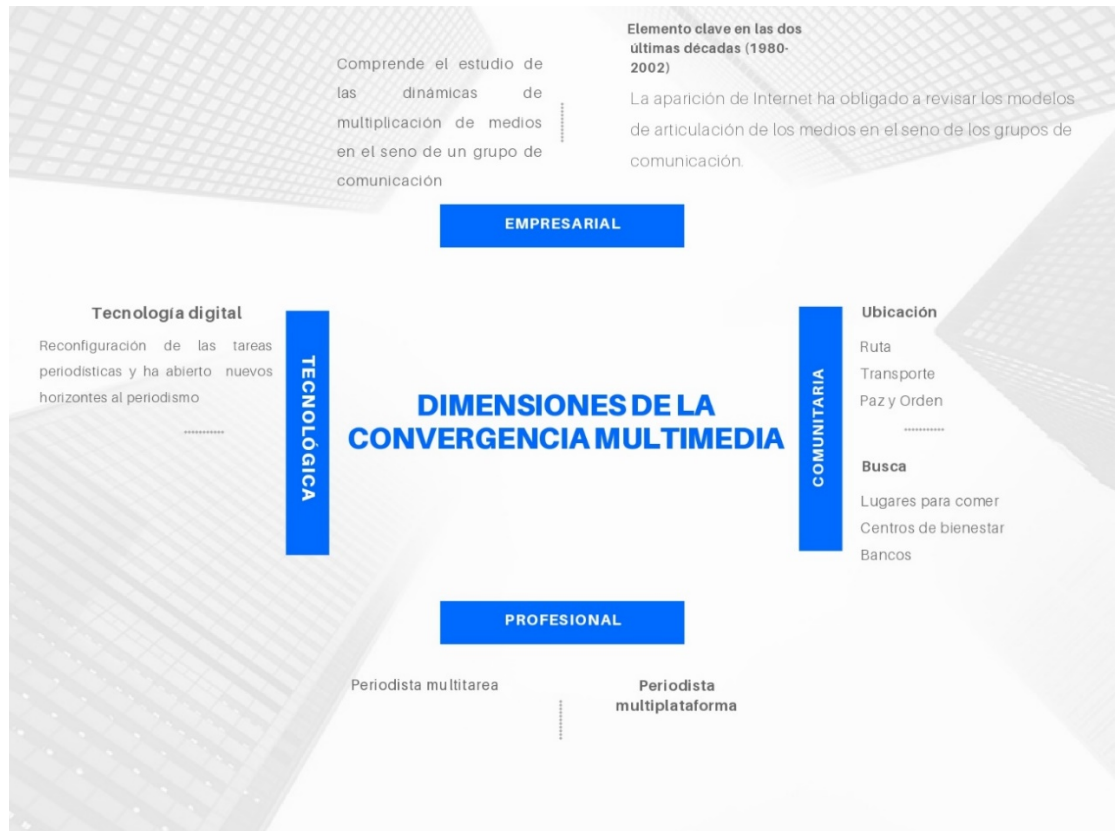 Comprende el estudio de
las dinámicas de
multiplicación de medios
en el seno de un grupo de
comunicación
Elemento clave en las dos
últimas décadas (1980-
2002)
La aparición de Internet ha obligado a revisar los modelos
de articulación de los medios en el seno de los grupos de
comunicación.
EMPRESARIAL
Tecnología digital
Reconfiguración de las tareas
periodísticas y ha abierto nuevos
horizontes al periodismo
TECNOLÓGICA
DIMENSIONES DE LA
CONVERGENCIA MULTIMEDIA
COMUNITARIA
Ubicación
Ruta
Transporte
Paz y Orden
Busca
Lugares para comer
Centros de bienestar
Bancos
PROFESIONAL
Periodista multitarea
Periodista
multiplataforma